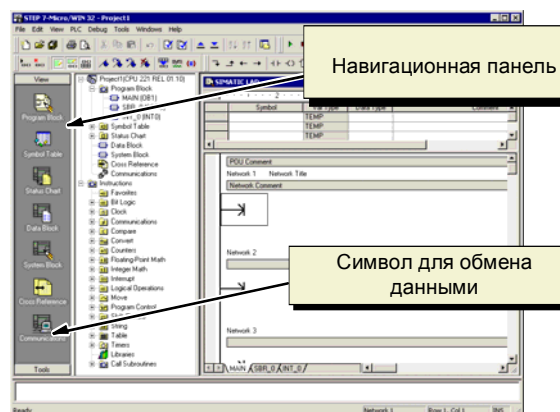 STEP 7-Micro/WIN 32 - Project1
File Edit View PLC Debug Tools Windows Help
Навигационная панель
View
Program Block
Symbol Table
Status Chart
Data Block
System Block
Cross Reference
Communications
Tools
Project1(CPU 221 REL 01.10)
Program Block
MAIN (OB1)
INT_0 (INT0)
Symbol Table
Status Chart
Data Block
System Block
Cross Reference
Communications
Instructions
Favorites
Bit Logic
Clock
Communications
Compare
Convert
Counters
Floating-Point Math
Integer Math
Interrupt
Logical Operations
Move
Program Control
String
Table
Timers
Libraries
Call Subroutines
SIMATIC LAD
Symbol Var Type Data Type Comment
TEMP
TEMP
TEMP
POU Comment
Network 1 Network Title
Network Comment
Network 2
Символ для обмена
данными
Network 3
MAIN SBR_0 INT_0
Ready
Network 1 Row 1, Col 1 INS